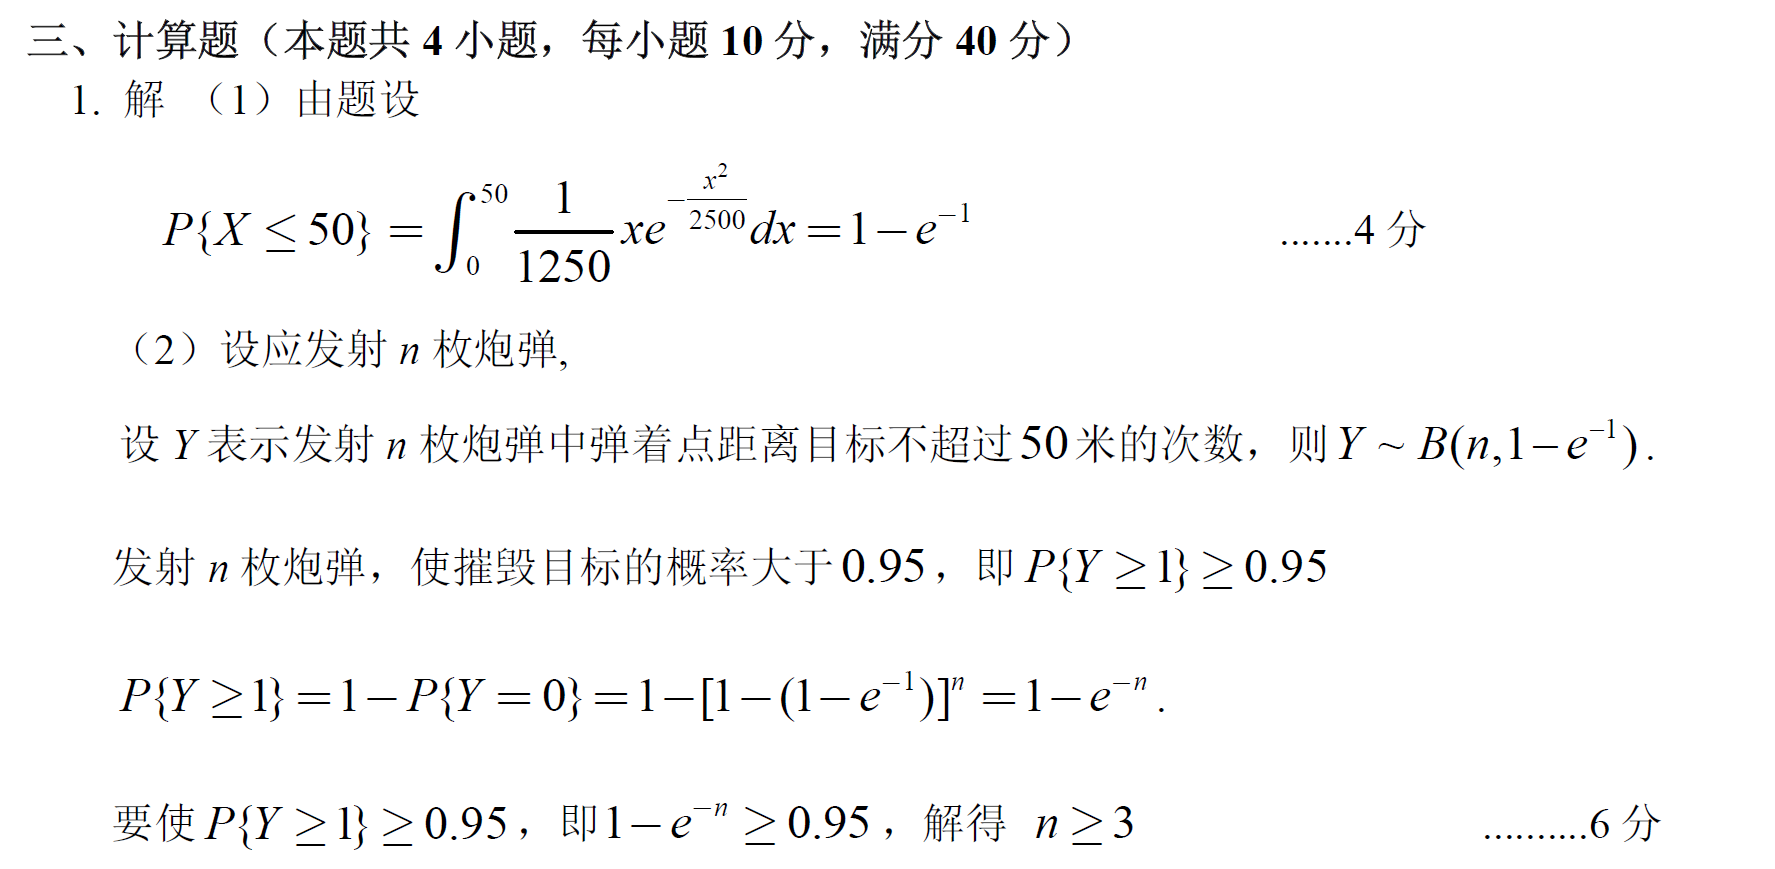 三、计算题（本题共 4 小题，每小题 10 分，满分 40 分）
1. 解 （1）由题设
$P\{X \leq 50\} = \int_0^{50} \frac{1}{1250} x e^{-\frac{x^2}{2500}} dx = 1 - e^{-1}$ .......4 分
（2）设应发射 n 枚炮弹,
设 Y 表示发射 n 枚炮弹中弹着点距离目标不超过 50 米的次数，则 $Y \sim B(n, 1 - e^{-1})$.
发射 n 枚炮弹，使摧毁目标的概率大于 0.95，即 $P\{Y \geq 1\} \geq 0.95$
$P\{Y \geq 1\} = 1 - P\{Y = 0\} = 1 - [1 - (1 - e^{-1})]^n = 1 - e^{-n}$.
要使 $P\{Y \geq 1\} \geq 0.95$，即 $1 - e^{-n} \geq 0.95$，解得 $n \geq 3$ ..........6 分